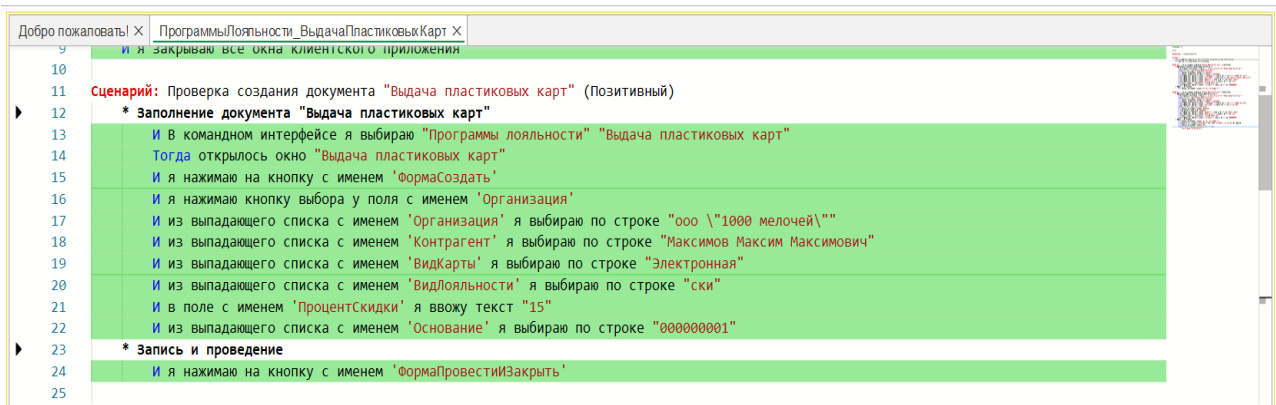 Добро пожаловать! × ПрограммыЛояльности_ВыдачаПластиковыхКарт ×
9 И я закрываю все окна клиентского приложения
10
11 Сценарий: Проверка создания документа "Выдача пластиковых карт" (Позитивный)
12 * Заполнение документа "Выдача пластиковых карт"
13 И В командном интерфейсе я выбираю "Программы лояльности" "Выдача пластиковых карт"
14 Тогда открылось окно "Выдача пластиковых карт"
15 И я нажимаю на кнопку с именем 'ФормаСоздать'
16 И я нажимаю кнопку выбора у поля с именем 'Организация'
17 И из выпадающего списка с именем 'Организация' я выбираю по строке "ооо \"1000 мелочей\""
18 И из выпадающего списка с именем 'Контрагент' я выбираю по строке "Максимов Максим Максимович"
19 И из выпадающего списка с именем 'ВидКарты' я выбираю по строке "Электронная"
20 И из выпадающего списка с именем 'ВидЛояльности' я выбираю по строке "ски"
21 И в поле с именем 'ПроцентСкидки' я ввожу текст "15"
22 И из выпадающего списка с именем 'Основание' я выбираю по строке "000000001"
23 * Запись и проведение
24 И я нажимаю на кнопку с именем 'ФормаПровестиИЗакрыть'
25